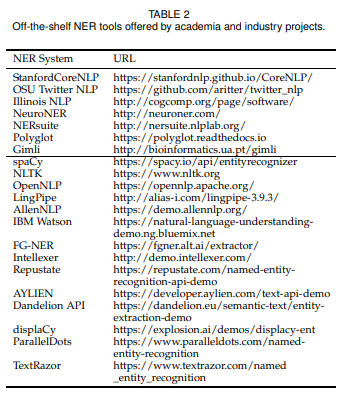 TABLE 2
Off-the-shelf NER tools offered by academia and industry projects.
NER System URL
StanfordCoreNLP https://stanfordnlp.github.io/CoreNLP/
OSU Twitter NLP https://github.com/aritter/twitter_nlp
Illinois NLP http://cogcomp.org/page/software/
NeuroNER http://neuroner.com/
NERsuite http://nersuite.nlplab.org/
Polyglot https://polyglot.readthedocs.io
Gimli http://bioinformatics.ua.pt/gimli
spaCy https://spacy.io/api/entityrecognizer
NLTK https://www.nltk.org
OpenNLP https://opennlp.apache.org/
LingPipe http://alias-i.com/lingpipe-3.9.3/
AllenNLP https://demo.allennlp.org/
IBM Watson https://natural-language-understanding-
demo.ng.bluemix.net
FG-NER https://fgner.alt.ai/extractor/
Intellexer http://demo.intellexer.com/
Repustate https://repustate.com/named-entity-
recognition-api-demo
AYLIEN https://developer.aylien.com/text-api-demo
Dandelion API https://dandelion.eu/semantic-text/entity-
extraction-demo
displaCy https://explosion.ai/demos/displacy-ent
ParallelDots https://www.paralleldots.com/named-
entity-recognition
TextRazor https://www.textrazor.com/named
_entity_recognition